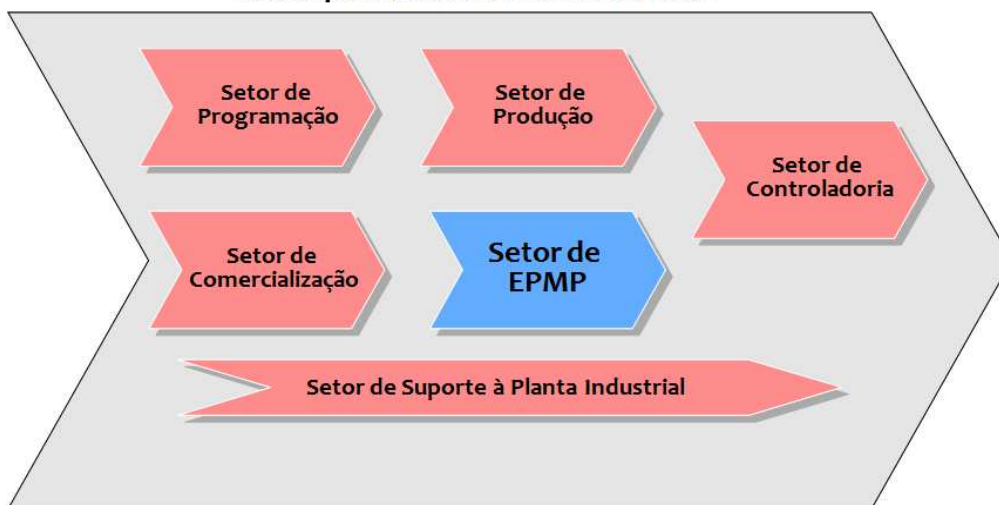 Setor de
Programação
Setor de
Produção
Setor de
Controladoria
Setor de
Comercialização
Setor de
EPMP
Setor de Suporte à Planta Industrial